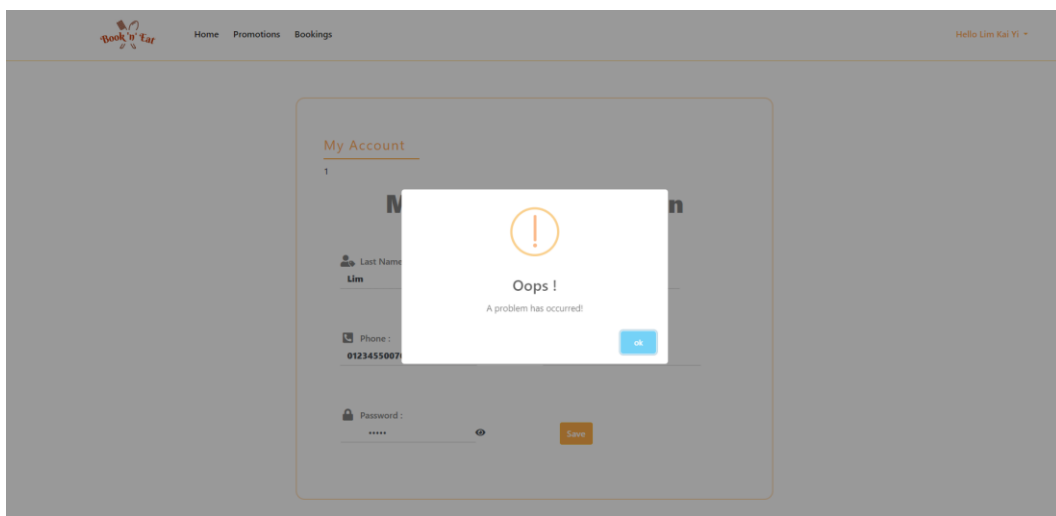 Book 'n' Eat
Home Promotions Bookings
Hello Lim Kai Yi
My Account
1
Last Name
Lim
Oops !
A problem has occurred!
ok
Phone :
Password :
•••••
Save